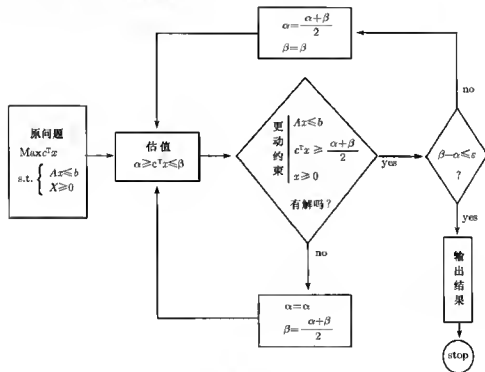 α=(α+β)/2
β=β
no
原问题
Max cᵀx
s.t. { Ax≤b
X≥0
估值
α≥cᵀx≤β
更动约束
Ax≤b
cᵀx≥(α+β)/2
x≥0
有解吗?
yes
β−α≤ε
?
no
yes
α=α
β=(α+β)/2
输出结果
stop